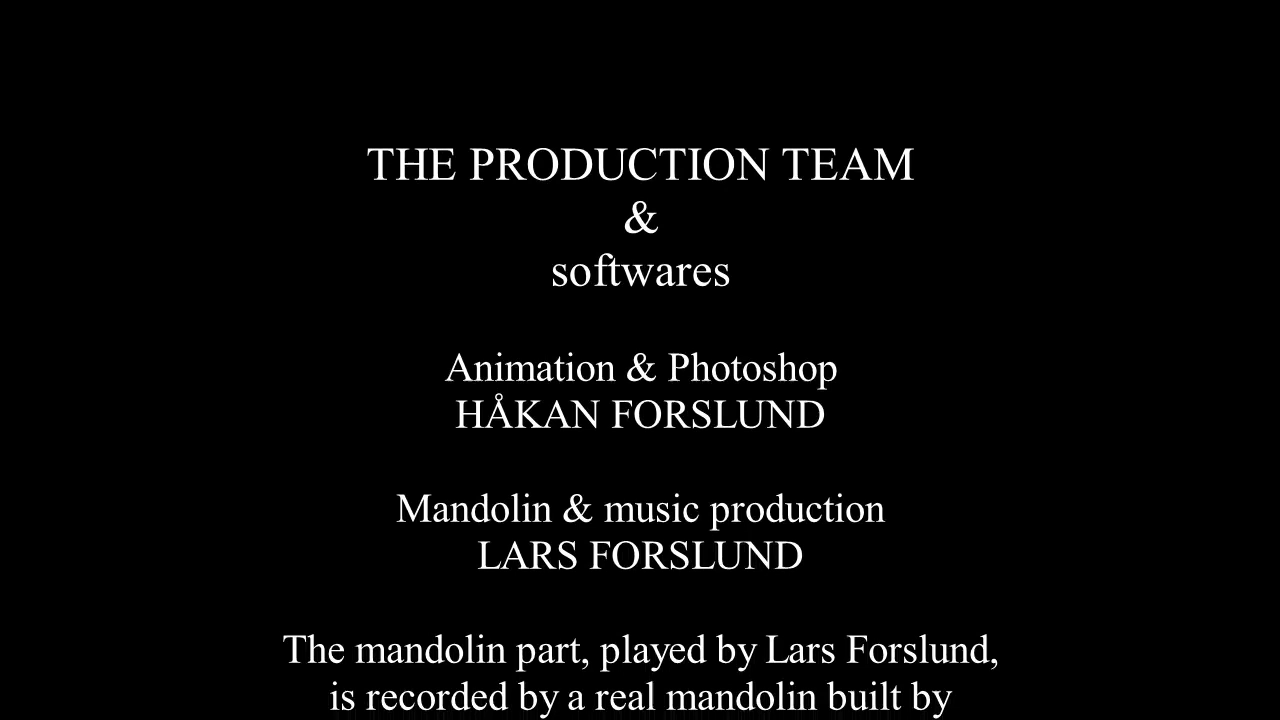 THE PRODUCTION TEAM
&
softwares
Animation & Photoshop
HÅKAN FORSLUND
Mandolin & music production
LARS FORSLUND
The mandolin part, played by Lars Forslund,
is recorded by a real mandolin built by